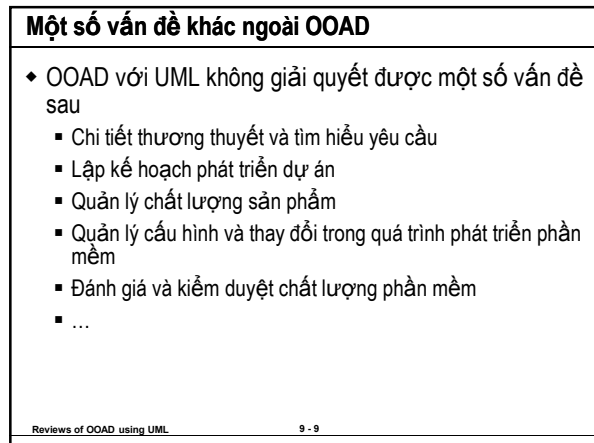 Một số vấn đề khác ngoài OOAD
OOAD với UML không giải quyết được một số vấn đề
sau
Chi tiết thương thuyết và tìm hiểu yêu cầu
Lập kế hoạch phát triển dự án
Quản lý chất lượng sản phẩm
Quản lý cấu hình và thay đổi trong quá trình phát triển phần
mềm
Đánh giá và kiểm duyệt chất lượng phần mềm
...
Reviews of OOAD using UML 9 - 9